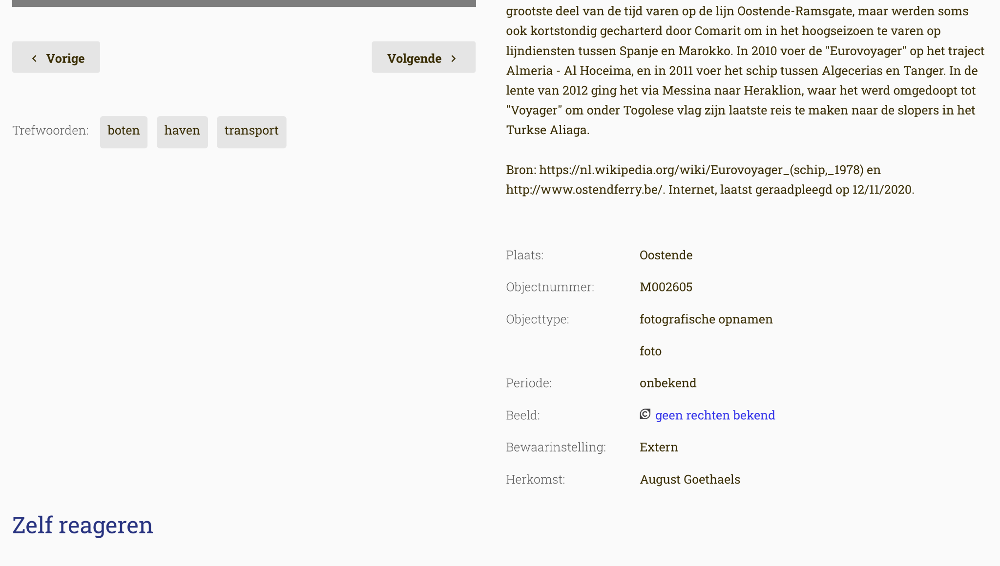 ‹ Vorige
Volgende ›
Trefwoorden: boten haven transport
grootste deel van de tijd varen op de lijn Oostende-Ramsgate, maar werden soms
ook kortstondig gecharterd door Comarit om in het hoogseizoen te varen op
lijndiensten tussen Spanje en Marokko. In 2010 voer de "Eurovoyager" op het traject
Almeria - Al Hoceima, en in 2011 voer het schip tussen Algecerias en Tanger. In de
lente van 2012 ging het via Messina naar Heraklion, waar het werd omgedoopt tot
"Voyager" om onder Togolese vlag zijn laatste reis te maken naar de slopers in het
Turkse Aliaga.
Bron: https://nl.wikipedia.org/wiki/Eurovoyager_(schip,_1978) en
http://www.ostendferry.be/. Internet, laatst geraadpleegd op 12/11/2020.
Plaats: Oostende
Objectnummer: M002605
Objecttype: fotografische opnamen
foto
Periode: onbekend
Beeld: geen rechten bekend
Bewaarinstelling: Extern
Herkomst: August Goethaels
Zelf reageren